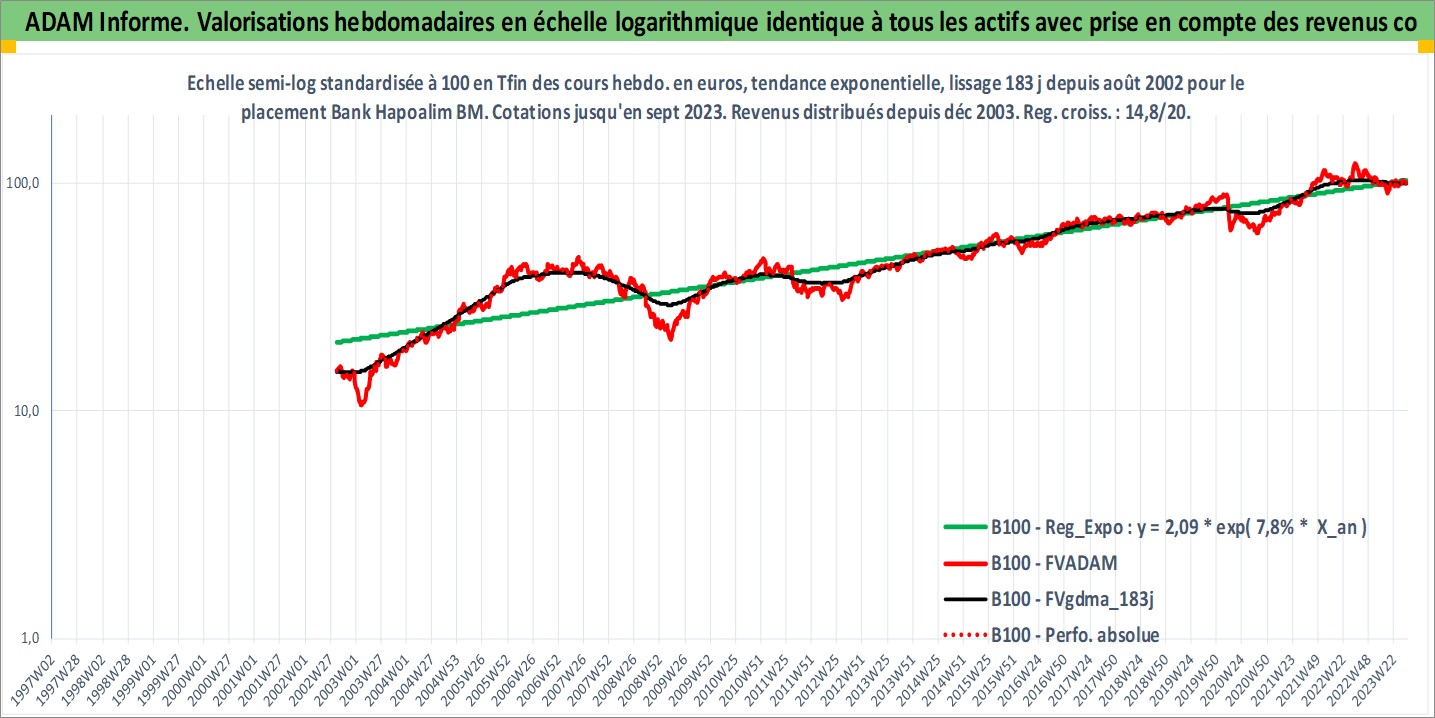 ADAM Informe. Valorisations hebdomadaires en échelle logarithmique identique à tous les actifs avec prise en compte des revenus co
Echelle semi-log standardisée à 100 en Tfin des cours hebdo. en euros, tendance exponentielle, lissage 183 j depuis août 2002 pour le
placement Bank Hapoalim BM. Cotations jusqu'en sept 2023. Revenus distribués depuis déc 2003. Reg. croiss. : 14,8/20.
100,0
10,0
1,0
B100 - Reg_Expo : y = 2,09 * exp( 7,8% * X_an )
B100 - FVADAM
B100 - FVgdma_183j
B100 - Perfo. absolue
1997W02
1997W28
1998W02
1998W28
1999W01
1999W27
2000W01
2000W27
2001W01
2001W27
2002W01
2002W27
2003W01
2003W27
2004W01
2004W27
2004W53
2005W26
2005W52
2006W26
2006W52
2007W26
2007W52
2008W26
2008W52
2009W26
2009W52
2010W25
2010W51
2011W25
2011W51
2012W25
2012W51
2013W25
2013W51
2014W25
2014W51
2015W25
2015W51
2016W24
2016W50
2017W24
2017W50
2018W24
2018W50
2019W24
2019W50
2020W24
2020W50
2021W23
2021W49
2022W22
2022W48
2023W22